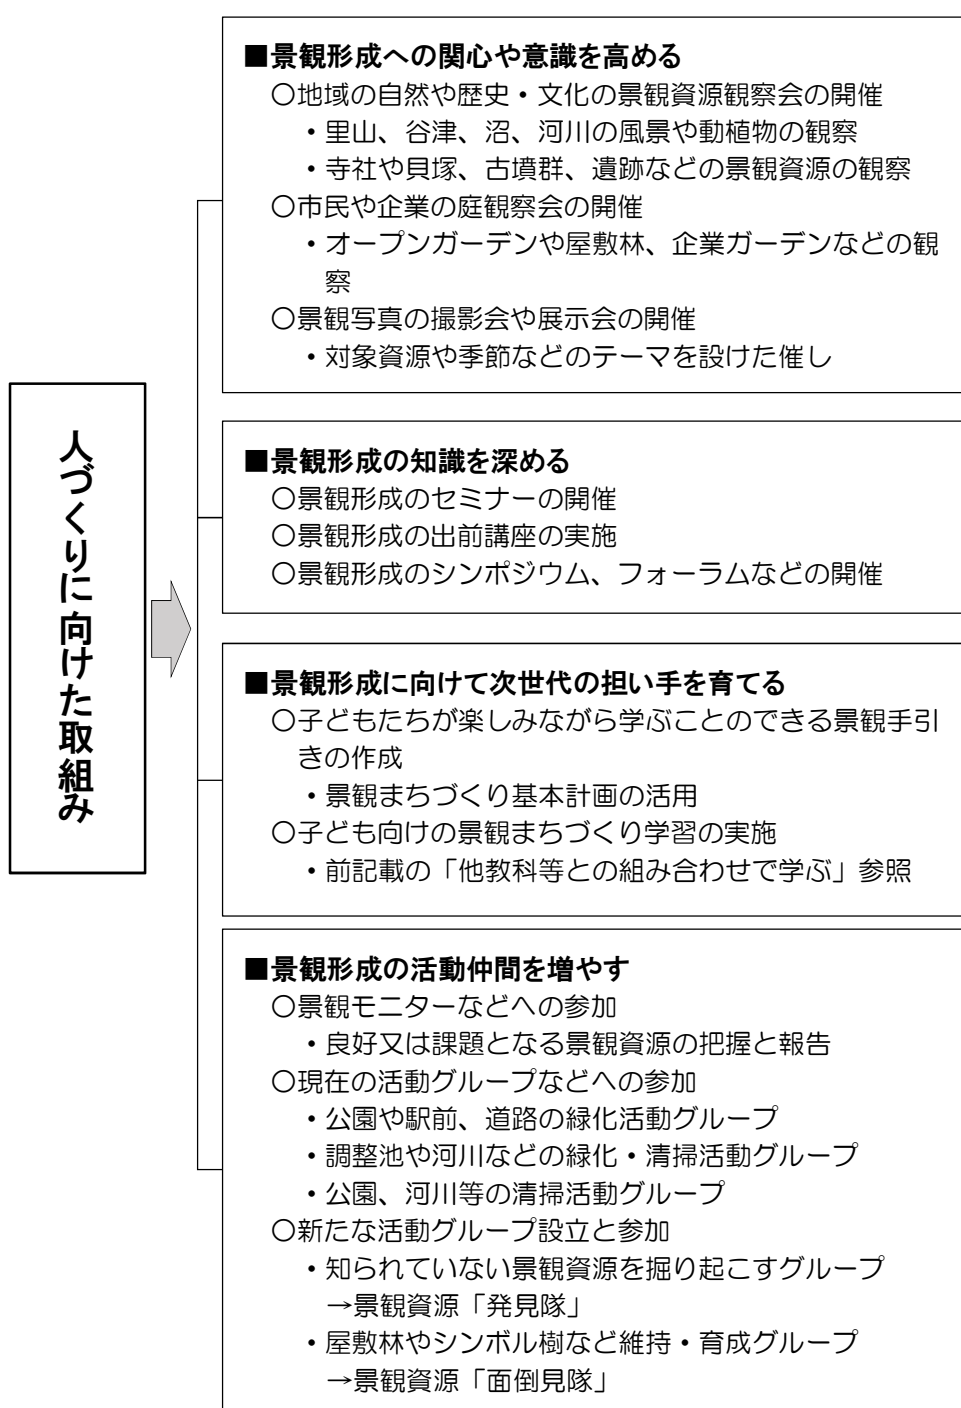 人づくりに向けた取組み
■景観形成への関心や意識を高める
○地域の自然や歴史・文化の景観資源観察会の開催
・里山、谷津、沼、河川の風景や動植物の観察
・寺社や貝塚、古墳群、遺跡などの景観資源の観察
○市民や企業の庭観察会の開催
・オープンガーデンや屋敷林、企業ガーデンなどの観
察
○景観写真の撮影会や展示会の開催
・対象資源や季節などのテーマを設けた催し
■景観形成の知識を深める
○景観形成のセミナーの開催
○景観形成の出前講座の実施
○景観形成のシンポジウム、フォーラムなどの開催
■景観形成に向けて次世代の担い手を育てる
○子どもたちが楽しみながら学ぶことのできる景観手引
きの作成
・景観まちづくり基本計画の活用
○子ども向けの景観まちづくり学習の実施
・前記載の「他教科等との組み合わせで学ぶ」参照
■景観形成の活動仲間を増やす
○景観モニターなどへの参加
・良好又は課題となる景観資源の把握と報告
○現在の活動グループなどへの参加
・公園や駅前、道路の緑化活動グループ
・調整池や河川などの緑化・清掃活動グループ
・公園、河川等の清掃活動グループ
○新たな活動グループ設立と参加
・知られていない景観資源を掘り起こすグループ
→景観資源「発見隊」
・屋敷林やシンボル樹など維持・育成グループ
→景観資源「面倒見隊」